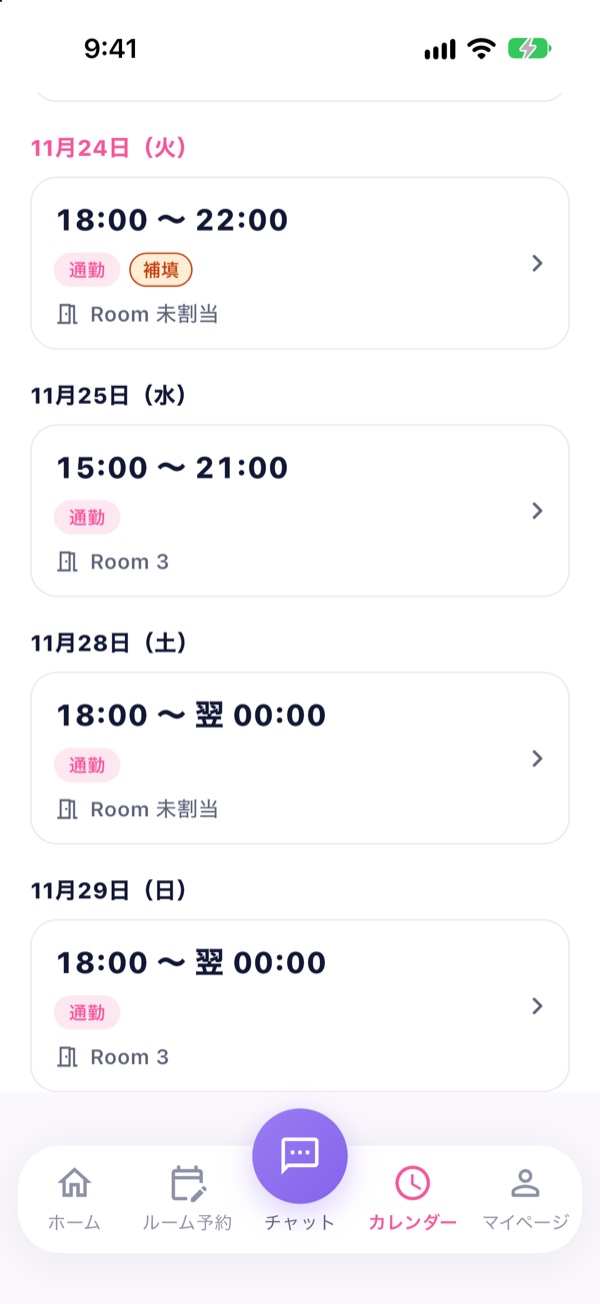 9:41
11月24日（火）
18:00 〜 22:00
通勤 補填
Room 未割当
11月25日（水）
15:00 〜 21:00
通勤
Room 3
11月28日（土）
18:00 〜 翌 00:00
通勤
Room 未割当
11月29日（日）
18:00 〜 翌 00:00
通勤
Room 3
ホーム ルーム予約 チャット カレンダー マイページ